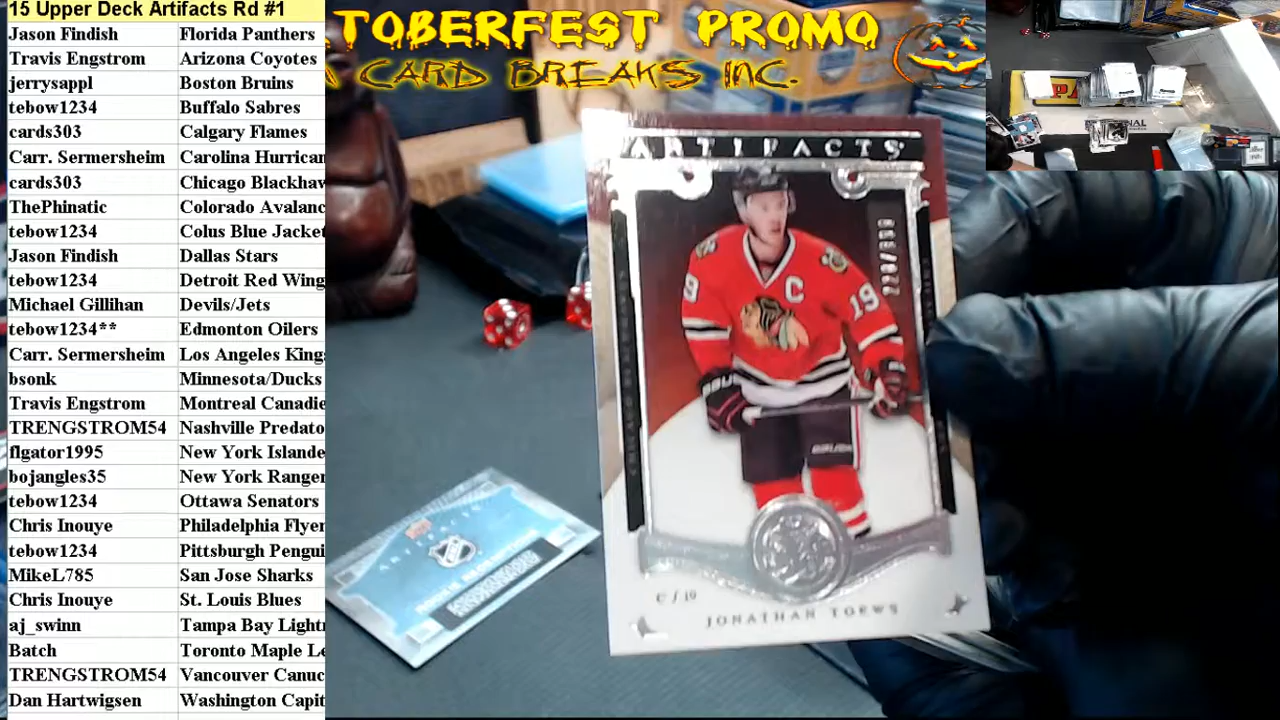 15 Upper Deck Artifacts Rd #1
Jason Findish Florida Panthers
Travis Engstrom Arizona Coyotes
jerrysappl Boston Bruins
tebow1234 Buffalo Sabres
cards303 Calgary Flames
Carr. Sermersheim Carolina Hurrican
cards303 Chicago Blackhav
ThePhinatic Colorado Avalanc
tebow1234 Colus Blue Jacket
Jason Findish Dallas Stars
tebow1234 Detroit Red Wing
Michael Gillihan Devils/Jets
tebow1234** Edmonton Oilers
Carr. Sermersheim Los Angeles Kings
bsonk Minnesota/Ducks
Travis Engstrom Montreal Canadie
TRENGSTROM54 Nashville Predato
flgator1995 New York Islande
bojangles35 New York Ranger
tebow1234 Ottawa Senators
Chris Inouye Philadelphia Flyer
tebow1234 Pittsburgh Pengui
MikeL785 San Jose Sharks
Chris Inouye St. Louis Blues
aj_swinn Tampa Bay Lightn
Batch Toronto Maple Le
TRENGSTROM54 Vancouver Canuc
Dan Hartwigsen Washington Capit
TOBERFEST PROMO
CARD BREAKS INC.
ARTIFACTS
C
19
C / 19
JONATHAN TOEWS
NHL